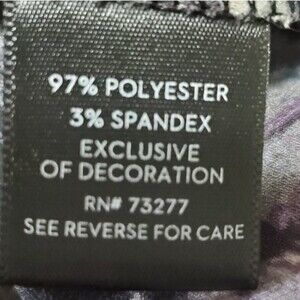 97% POLYESTER
3% SPANDEX
EXCLUSIVE
OF DECORATION
RN# 73277
SEE REVERSE FOR CARE